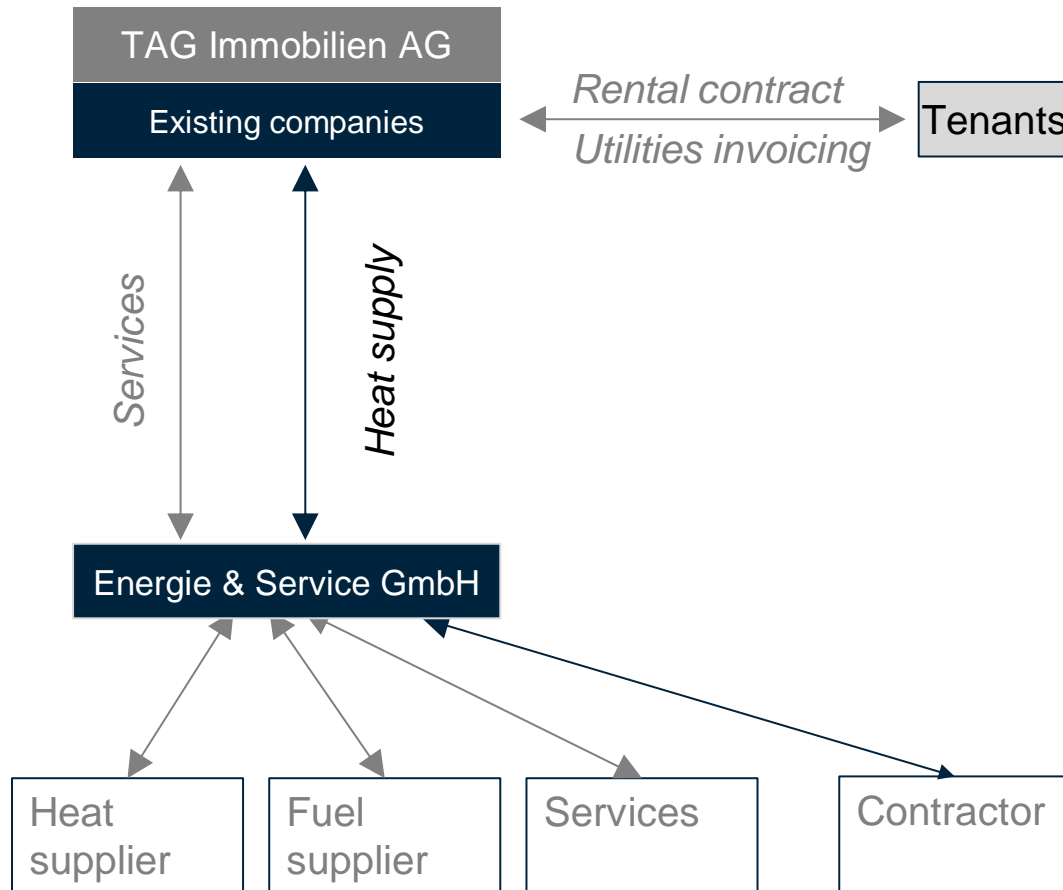 TAG Immobilien AG
Existing companies
Rental contract
Utilities invoicing
Tenants
Services
Heat supply
Energie & Service GmbH
Heat
supplier
Fuel
supplier
Services
Contractor